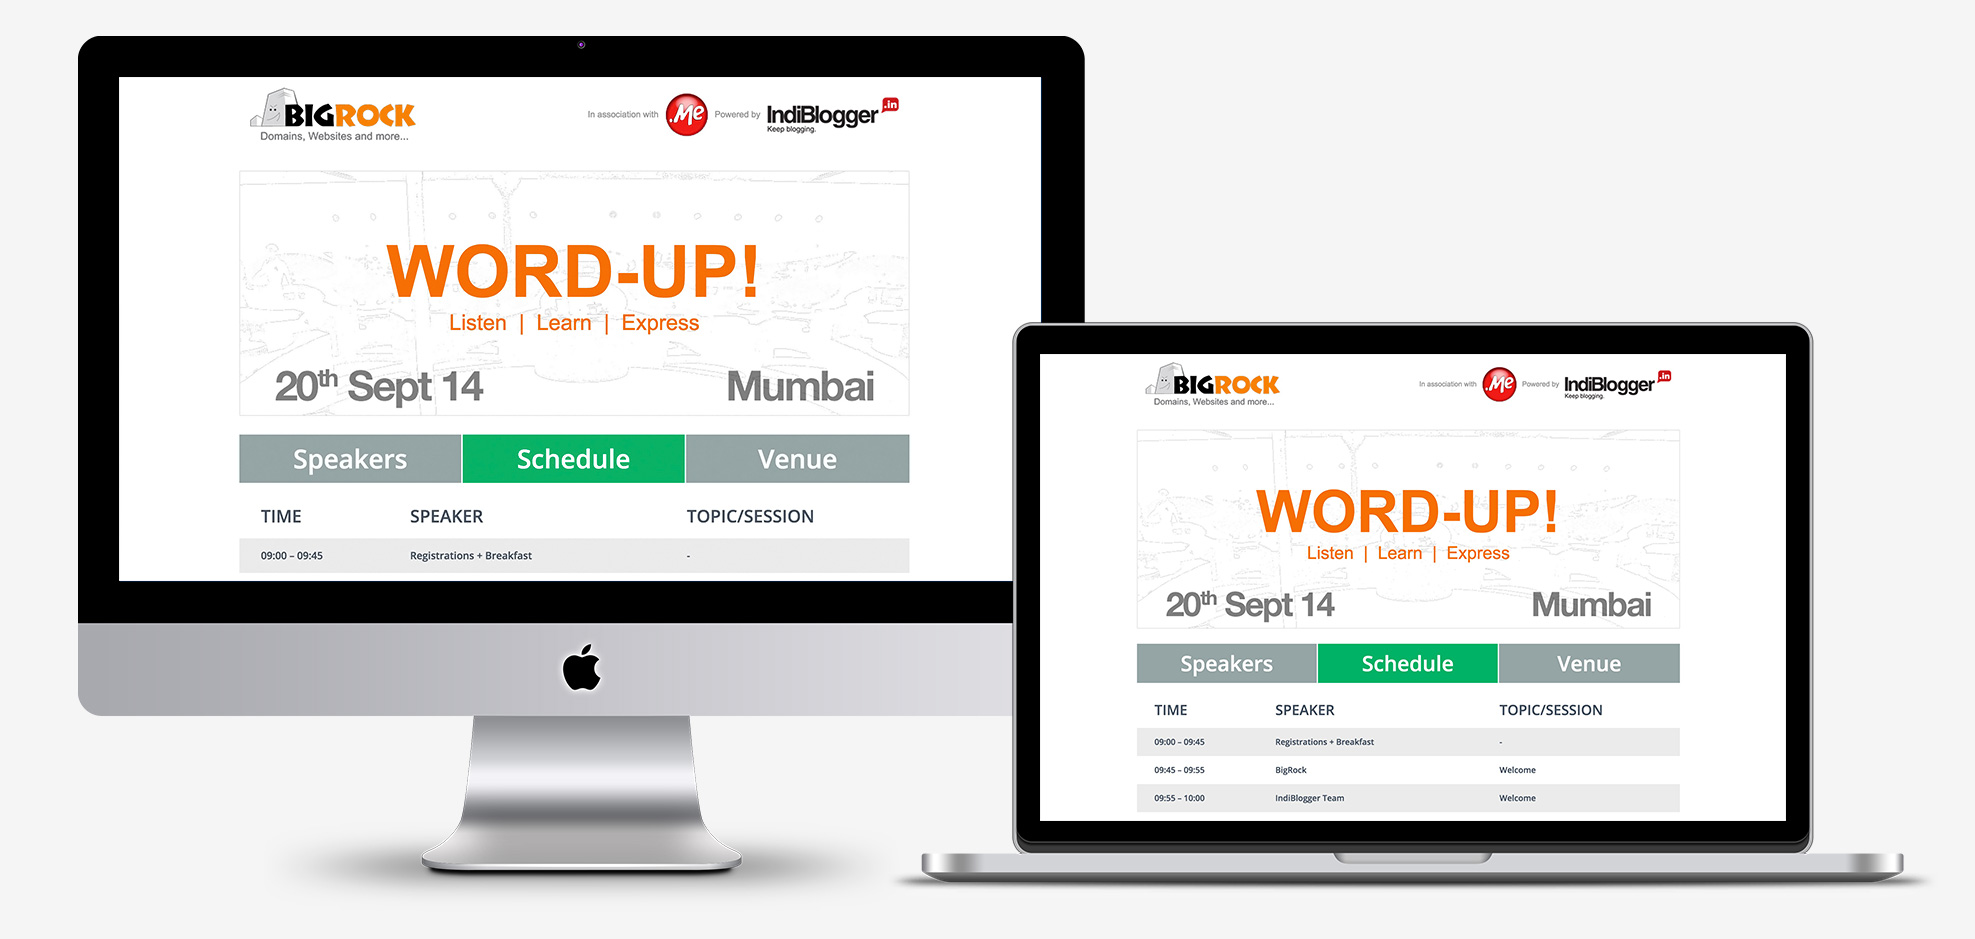 BIGROCK
Domains, Websites and more...
In association with .Me Powered by IndiBlogger .in
Keep blogging.
WORD-UP!
Listen | Learn | Express
20th Sept 14 Mumbai
Speakers Schedule Venue
TIME SPEAKER TOPIC/SESSION
09:00 – 09:45 Registrations + Breakfast -
BIGROCK
Domains, Websites and more...
In association with .Me Powered by IndiBlogger .in
Keep blogging.
WORD-UP!
Listen | Learn | Express
20th Sept 14 Mumbai
Speakers Schedule Venue
TIME SPEAKER TOPIC/SESSION
09:00 – 09:45 Registrations + Breakfast -
09:45 – 09:55 BigRock Welcome
09:55 – 10:00 IndiBlogger Team Welcome